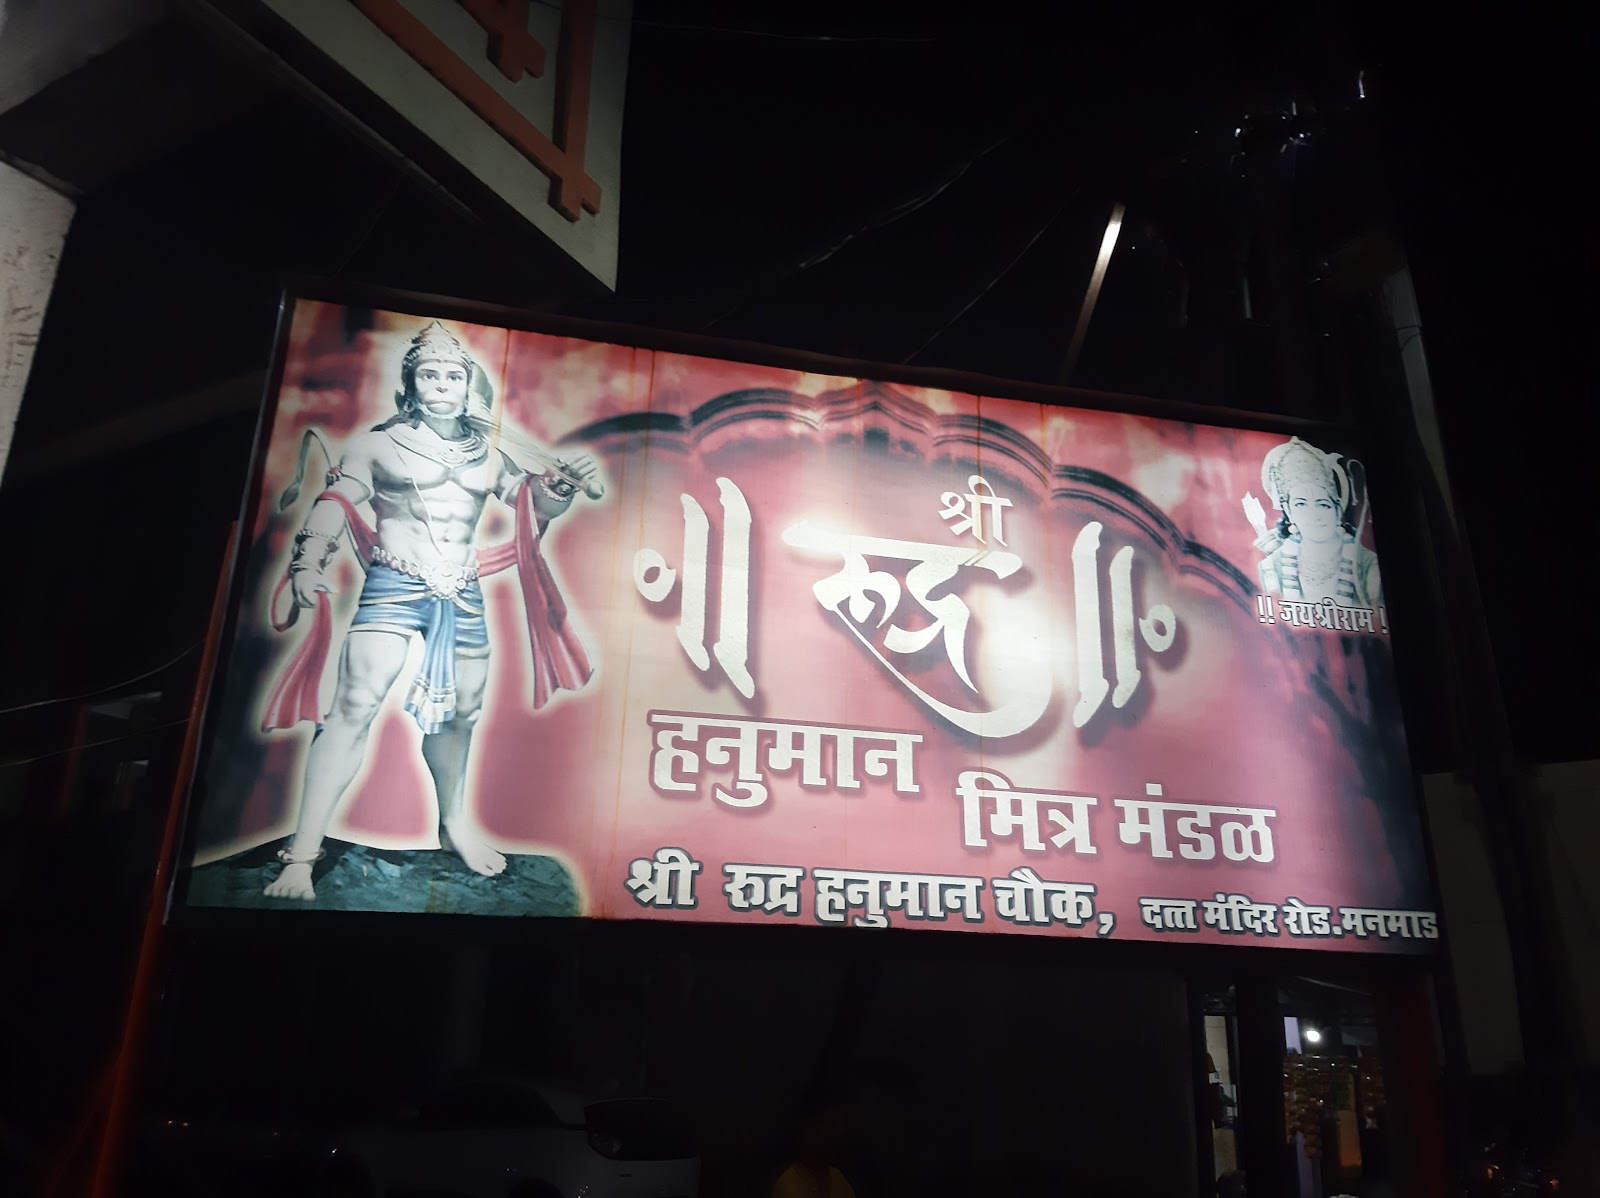 ॥ श्री रूद्र ॥
हनुमान
मित्र मंडळ
श्री रूद्र हनुमान चौक, दत्त मंदिर रोड.मनमाड
!! जयश्रीराम !